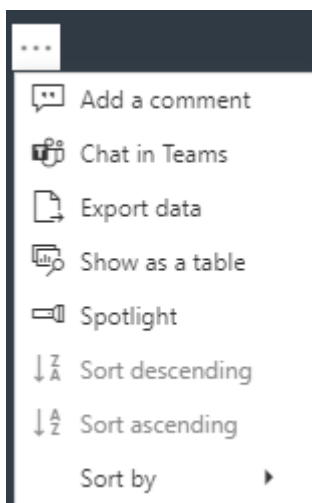 ...
Add a comment
Chat in Teams
Export data
Show as a table
Spotlight
Sort descending
Sort ascending
Sort by